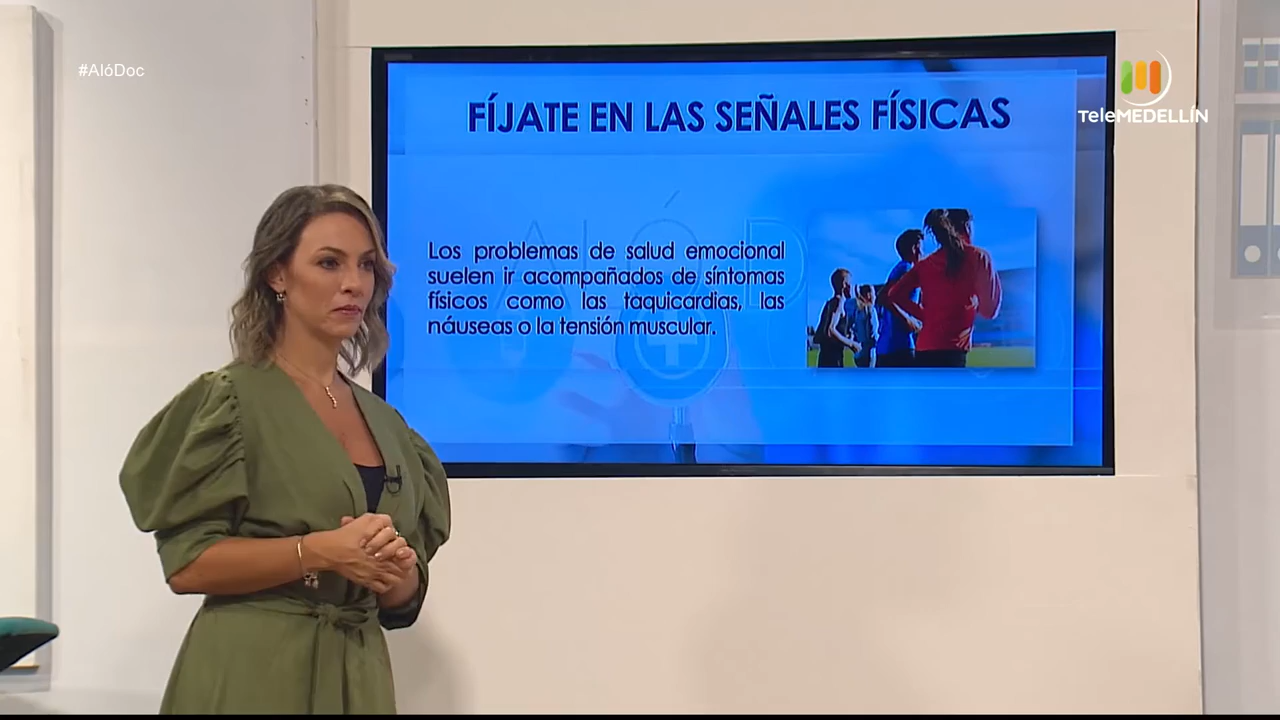 #AlóDoc
TeleMEDELLÍN
FÍJATE EN LAS SEÑALES FÍSICAS
Los problemas de salud emocional
suelen ir acompañados de síntomas
físicos como las taquicardias, las
náuseas o la tensión muscular.